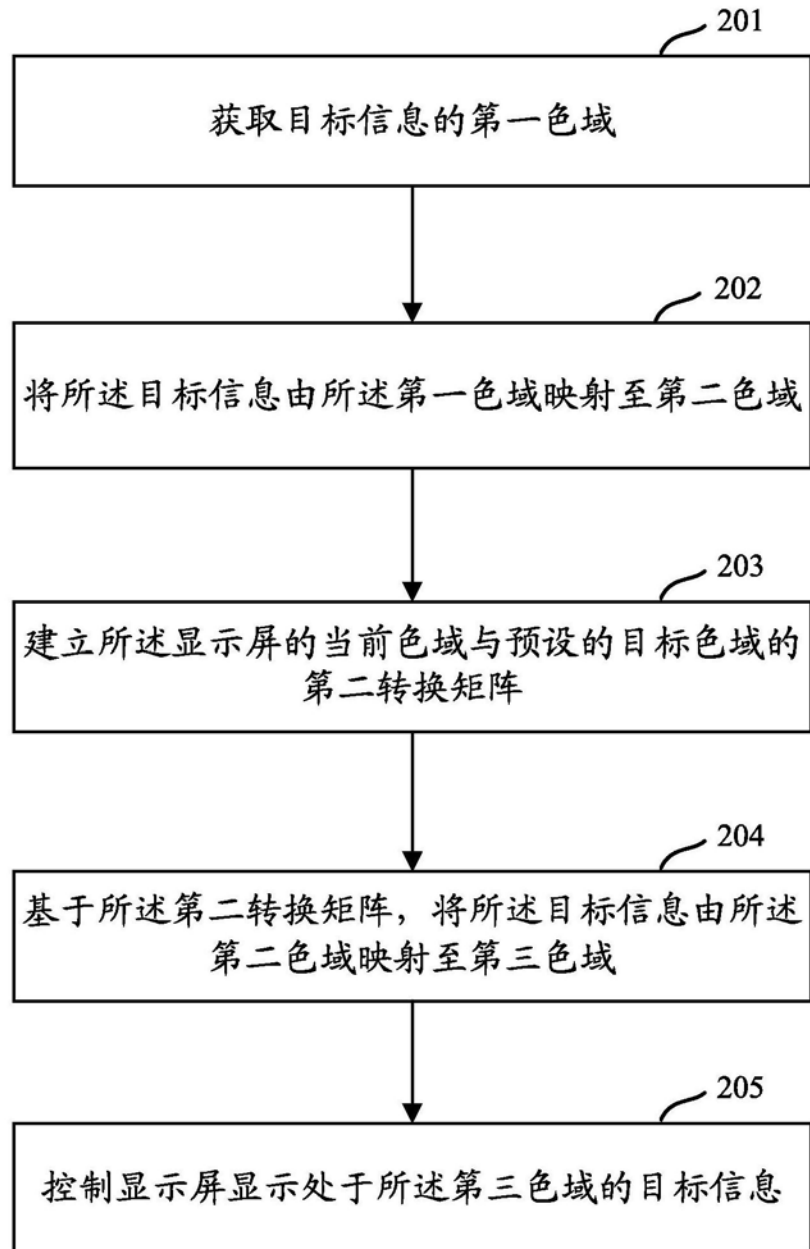 201
获取目标信息的第一色域
202
将所述目标信息由所述第一色域映射至第二色域
203
建立所述显示屏的当前色域与预设的目标色域的
第二转换矩阵
204
基于所述第二转换矩阵，将所述目标信息由所述
第二色域映射至第三色域
205
控制显示屏显示处于所述第三色域的目标信息